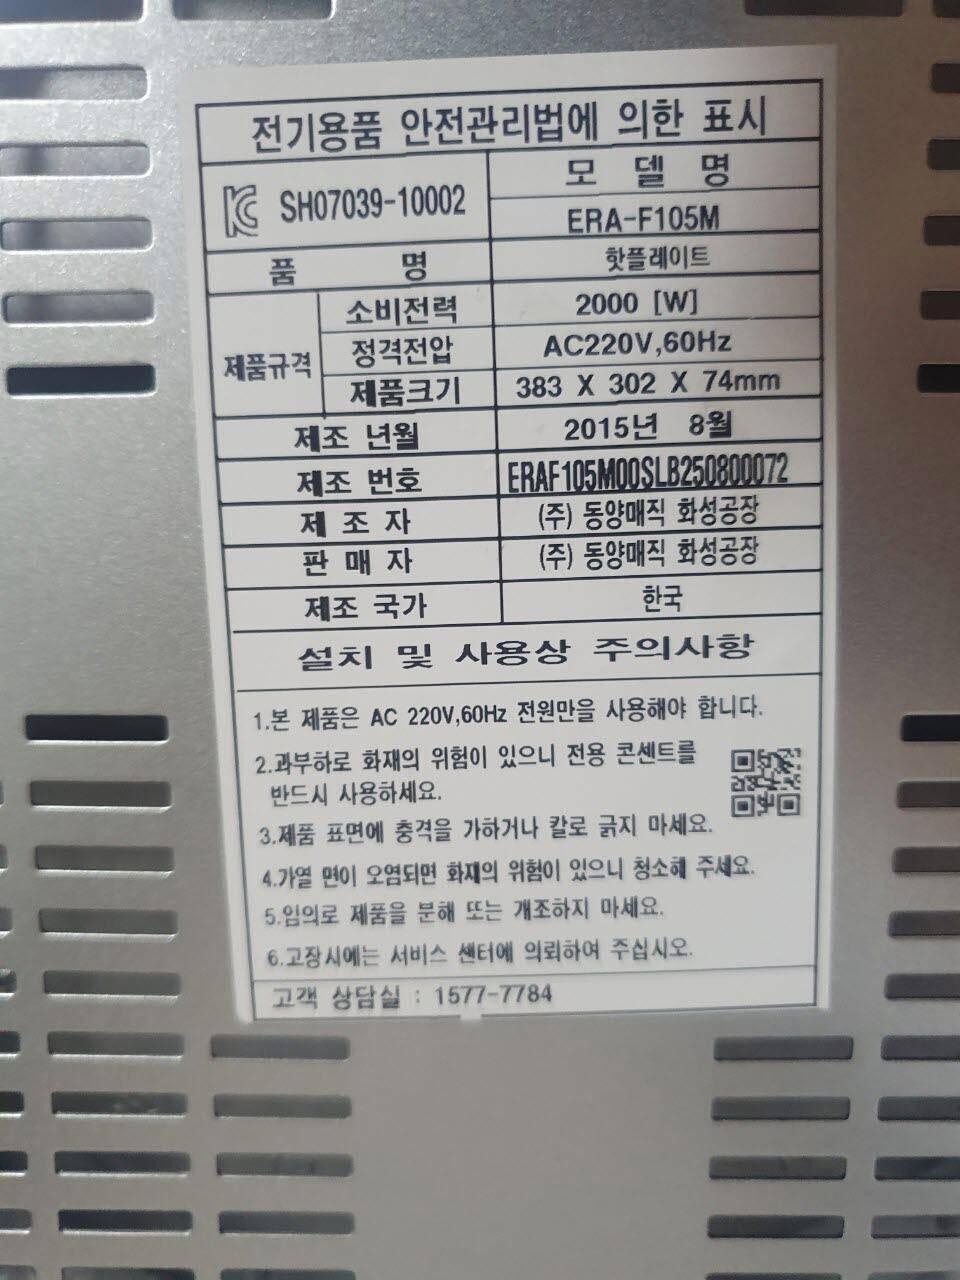 전기용품 안전관리법에 의한 표시
SH07039-10002
모 델 명
ERA-F105M
품 명 핫플레이트
제품규격
소비전력 2000 [W]
정격전압 AC220V,60Hz
제품크기 383 X 302 X 74mm
제조 년월 2015년 8월
제조 번호 ERAF105M00SLB250800072
제 조 자 (주) 동양매직 화성공장
판 매 자 (주) 동양매직 화성공장
제조 국가 한국
설치 및 사용상 주의사항
1.본 제품은 AC 220V,60Hz 전원만을 사용해야 합니다.
2.과부하로 화재의 위험이 있으니 전용 콘센트를
반드시 사용하세요.
3.제품 표면에 충격을 가하거나 칼로 긁지 마세요.
4.가열 면이 오염되면 화재의 위험이 있으니 청소해 주세요.
5.임의로 제품을 분해 또는 개조하지 마세요.
6.고장시에는 서비스 센터에 의뢰하여 주십시오.
고객 상담실 : 1577-7784